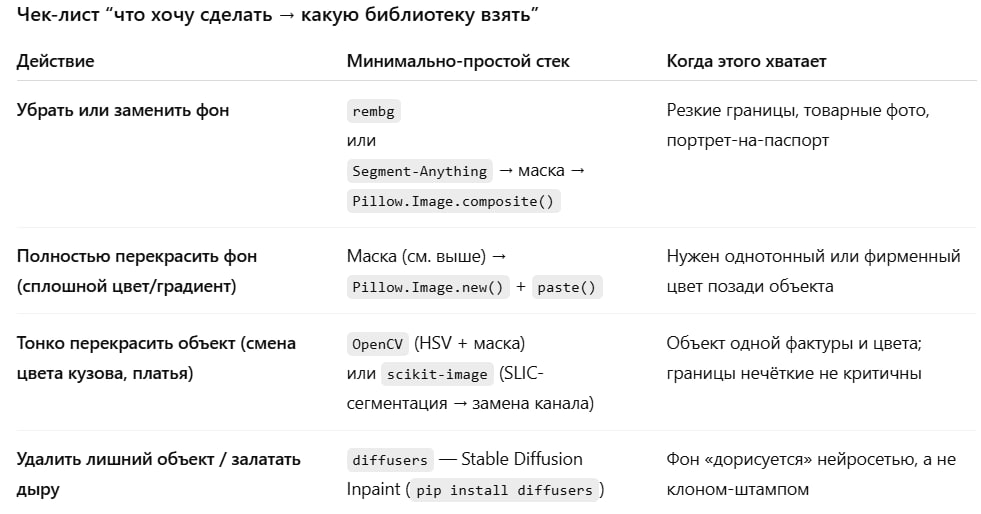 Чек-лист “что хочу сделать → какую библиотеку взять”
Действие
Минимально-простой стек
Когда этого хватает
Убрать или заменить фон
rembg
или
Segment-Anything → маска →
Pillow.Image.composite()
Резкие границы, товарные фото,
портрет-на-паспорт
Полностью перекрасить фон
(сплошной цвет/градиент)
Маска (см. выше) →
Pillow.Image.new() + paste()
Нужен однотонный или фирменный
цвет позади объекта
Тонко перекрасить объект (смена
цвета кузова, платья)
OpenCV (HSV + маска)
или scikit-image (SLIC-
сегментация → замена канала)
Объект одной фактуры и цвета;
границы нечёткие не критичны
Удалить лишний объект / залатать
дыру
diffusers — Stable Diffusion
Inpaint (pip install diffusers)
Фон «дорисуется» нейросетью, а не
клоном-штампом